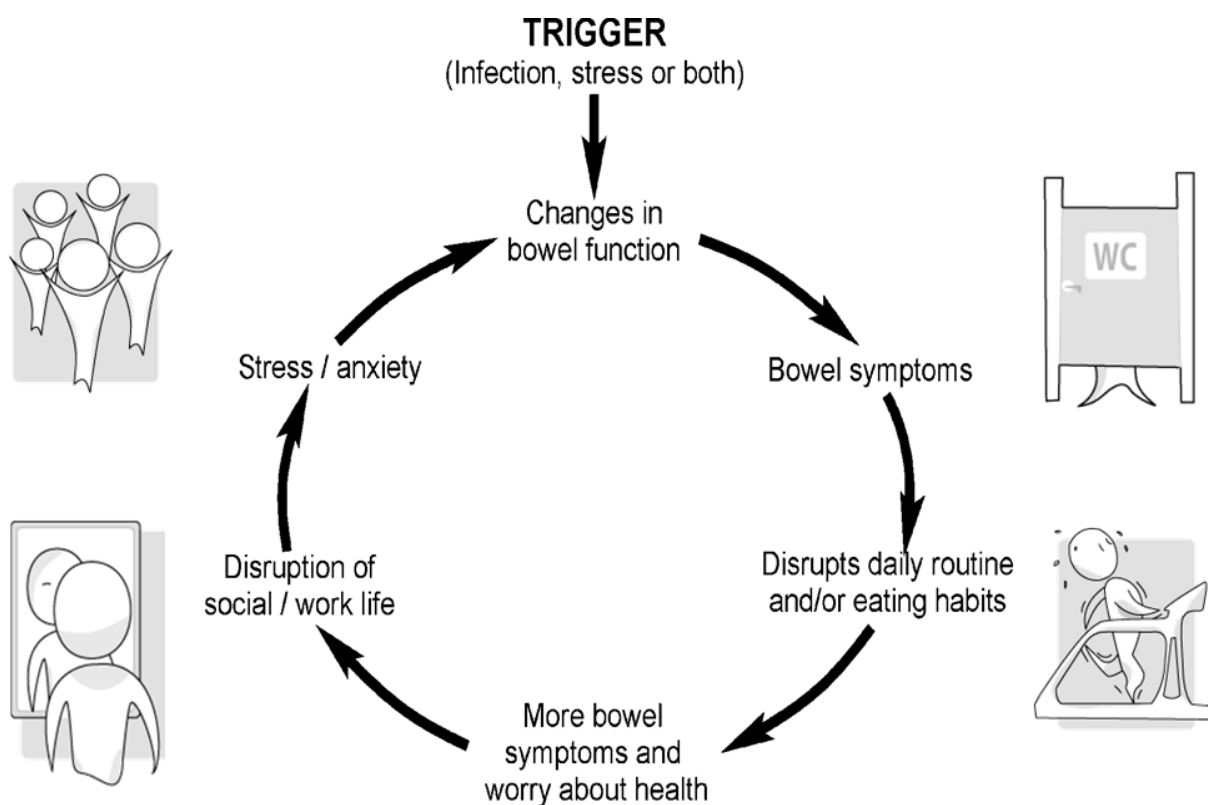 TRIGGER
(Infection, stress or both)
Changes in
bowel function
WC
Bowel symptoms
Disrupts daily routine
and/or eating habits
More bowel
symptoms and
worry about health
Disruption of
social / work life
Stress / anxiety